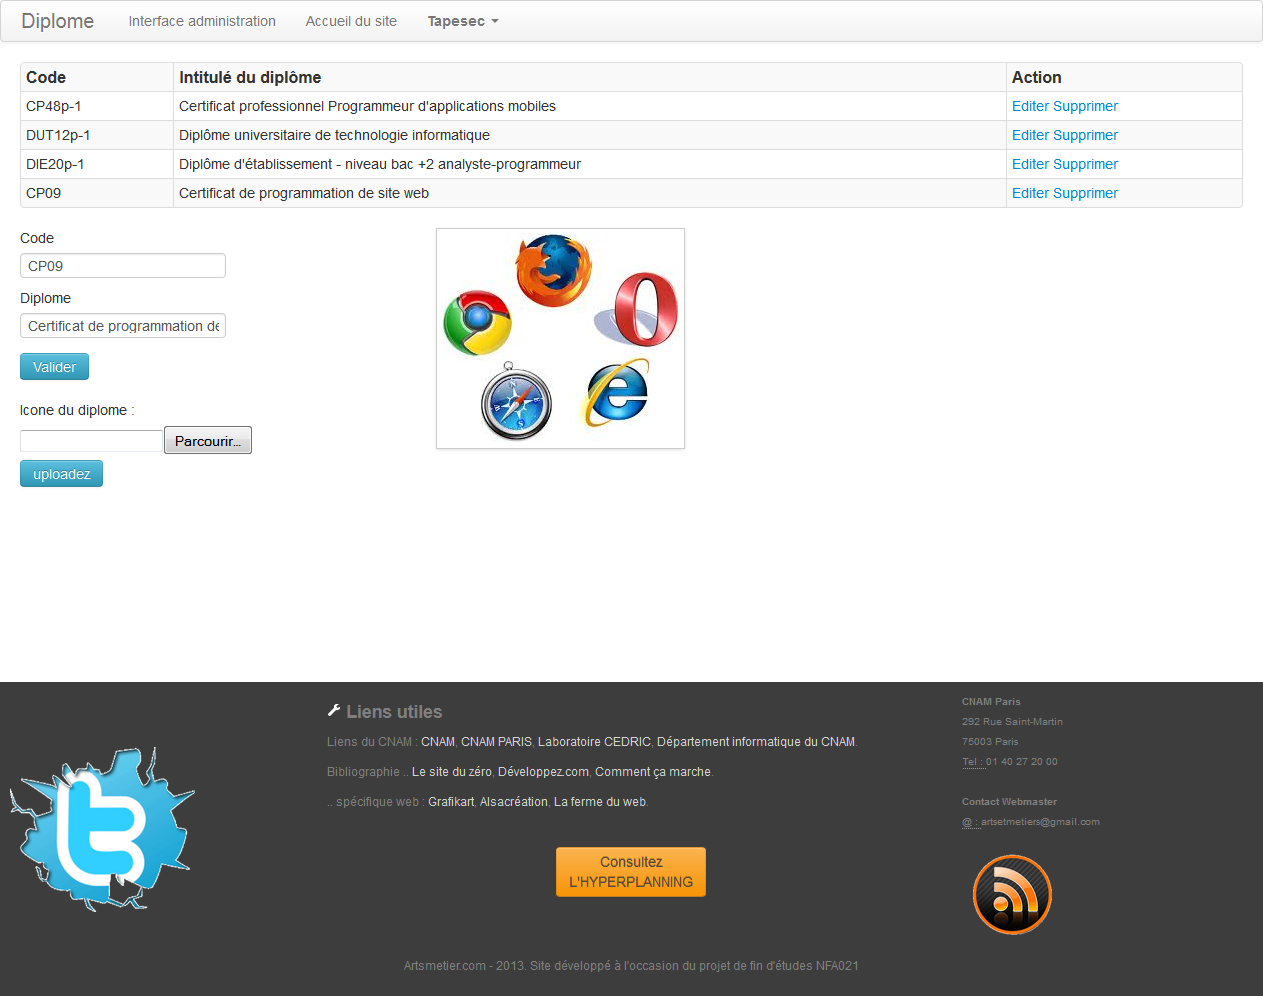 Diplome Interface administration Accueil du site Tapesec
Code Intitulé du diplôme Action
CP48p-1 Certificat professionnel Programmeur d'applications mobiles Editer Supprimer
DUT12p-1 Diplôme universitaire de technologie informatique Editer Supprimer
DIE20p-1 Diplôme d'établissement - niveau bac +2 analyste-programmeur Editer Supprimer
CP09 Certificat de programmation de site web Editer Supprimer
Code
CP09
Diplome
Certificat de programmation de
Valider
Icone du diplome :
Parcourir...
uploadez
Liens utiles
Liens du CNAM : CNAM, CNAM PARIS, Laboratoire CEDRIC, Département informatique du CNAM.
Bibliographie .. Le site du zéro, Développez.com, Comment ça marche.
.. spécifique web : Grafikart, Alsacréation, La ferme du web.
Consultez
L'HYPERPLANNING
CNAM Paris
292 Rue Saint-Martin
75003 Paris
Tel : 01 40 27 20 00
Contact Webmaster
@ : artsetmetiers@gmail.com
Artsmetier.com - 2013. Site développé à l'occasion du projet de fin d'études NFA021